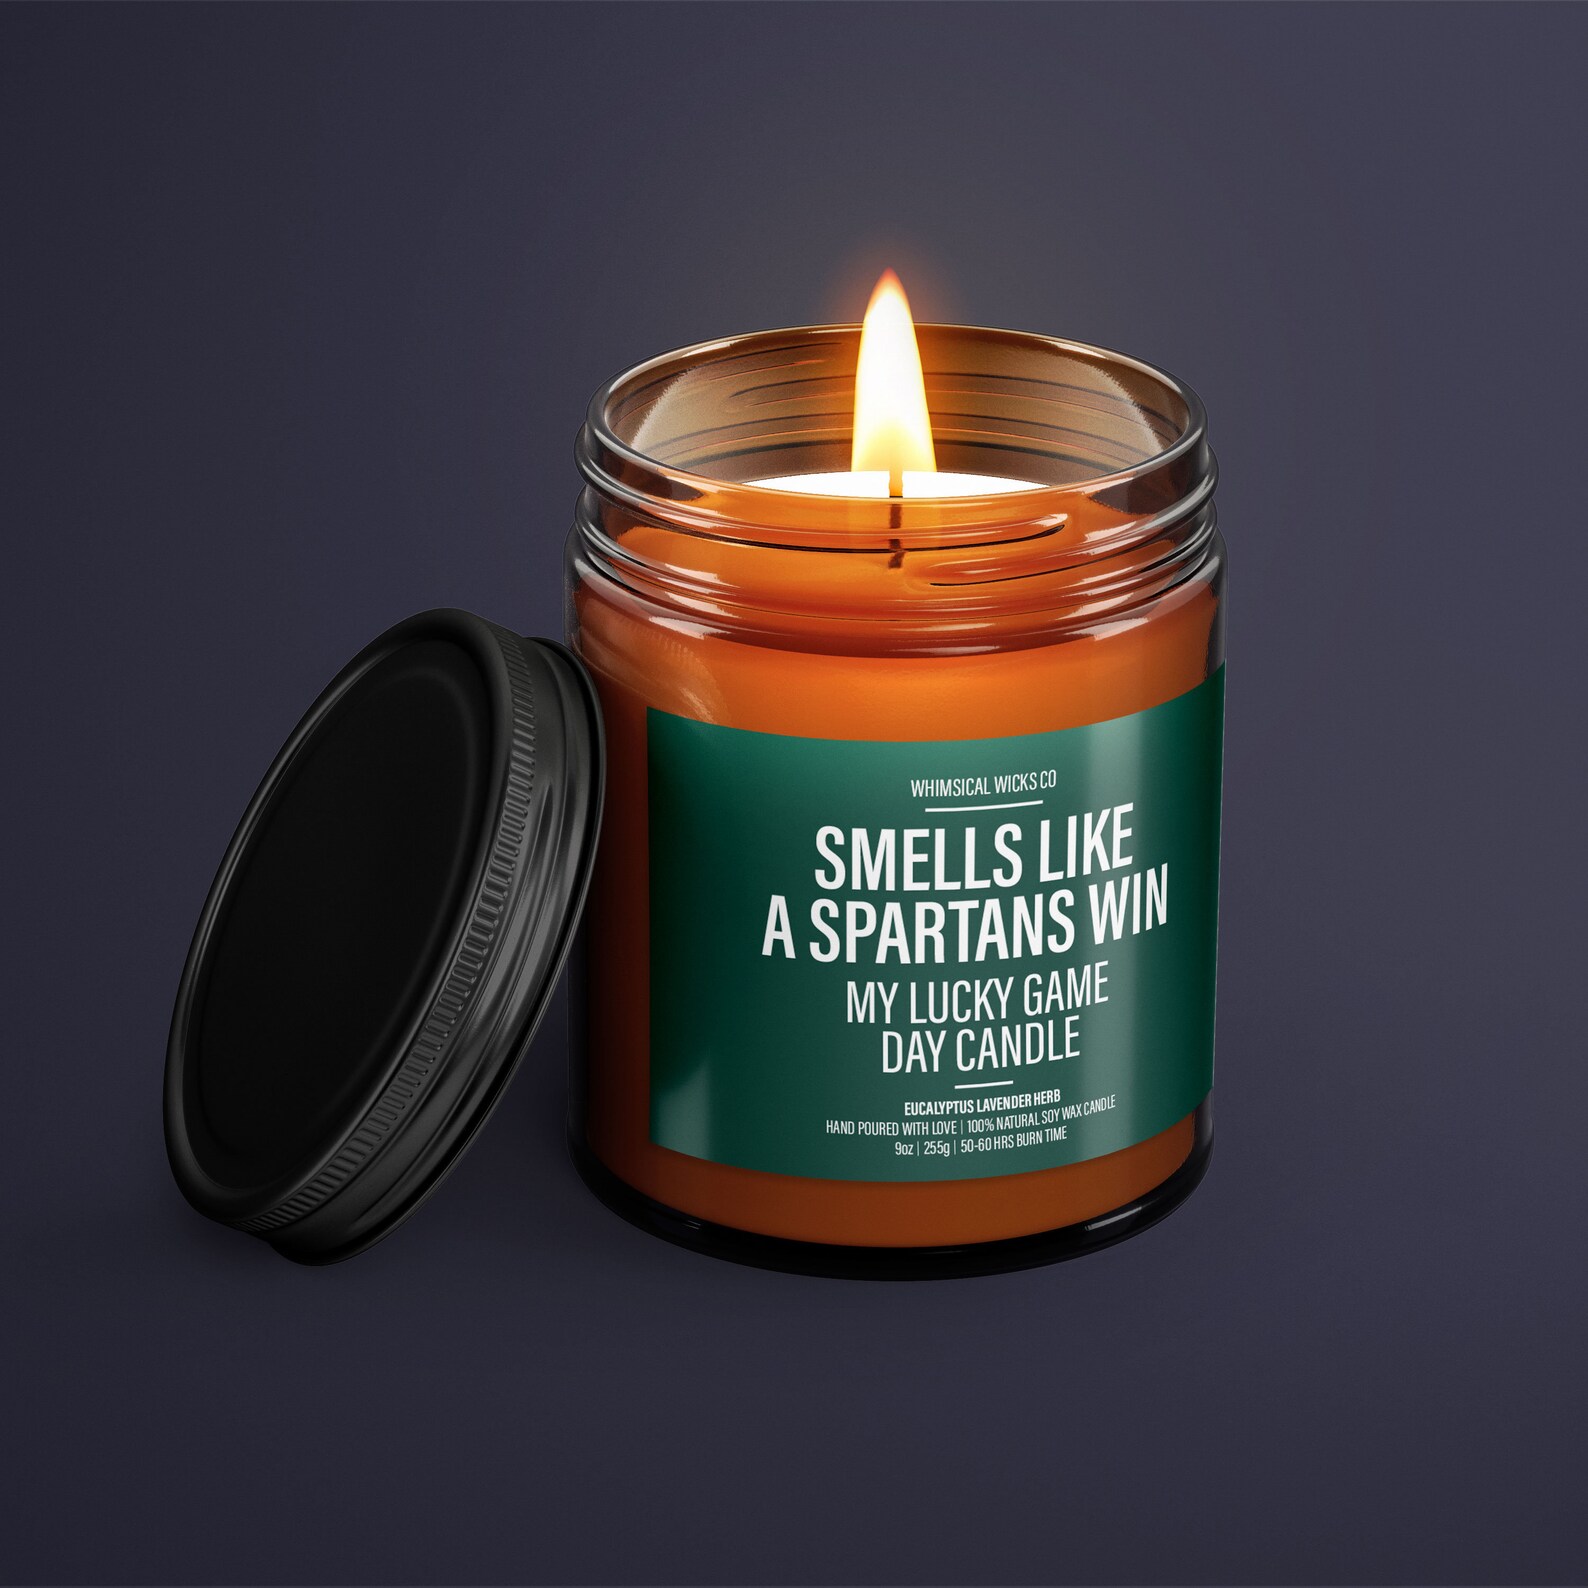 WHIMSICAL WICKS CO
SMELLS LIKE
A SPARTANS WIN
MY LUCKY GAME
DAY CANDLE
EUCALYPTUS LAVENDER HERB
HAND POURED WITH LOVE | 100% NATURAL SOY WAX CANDLE
9oz | 255g | 50-60 HRS BURN TIME